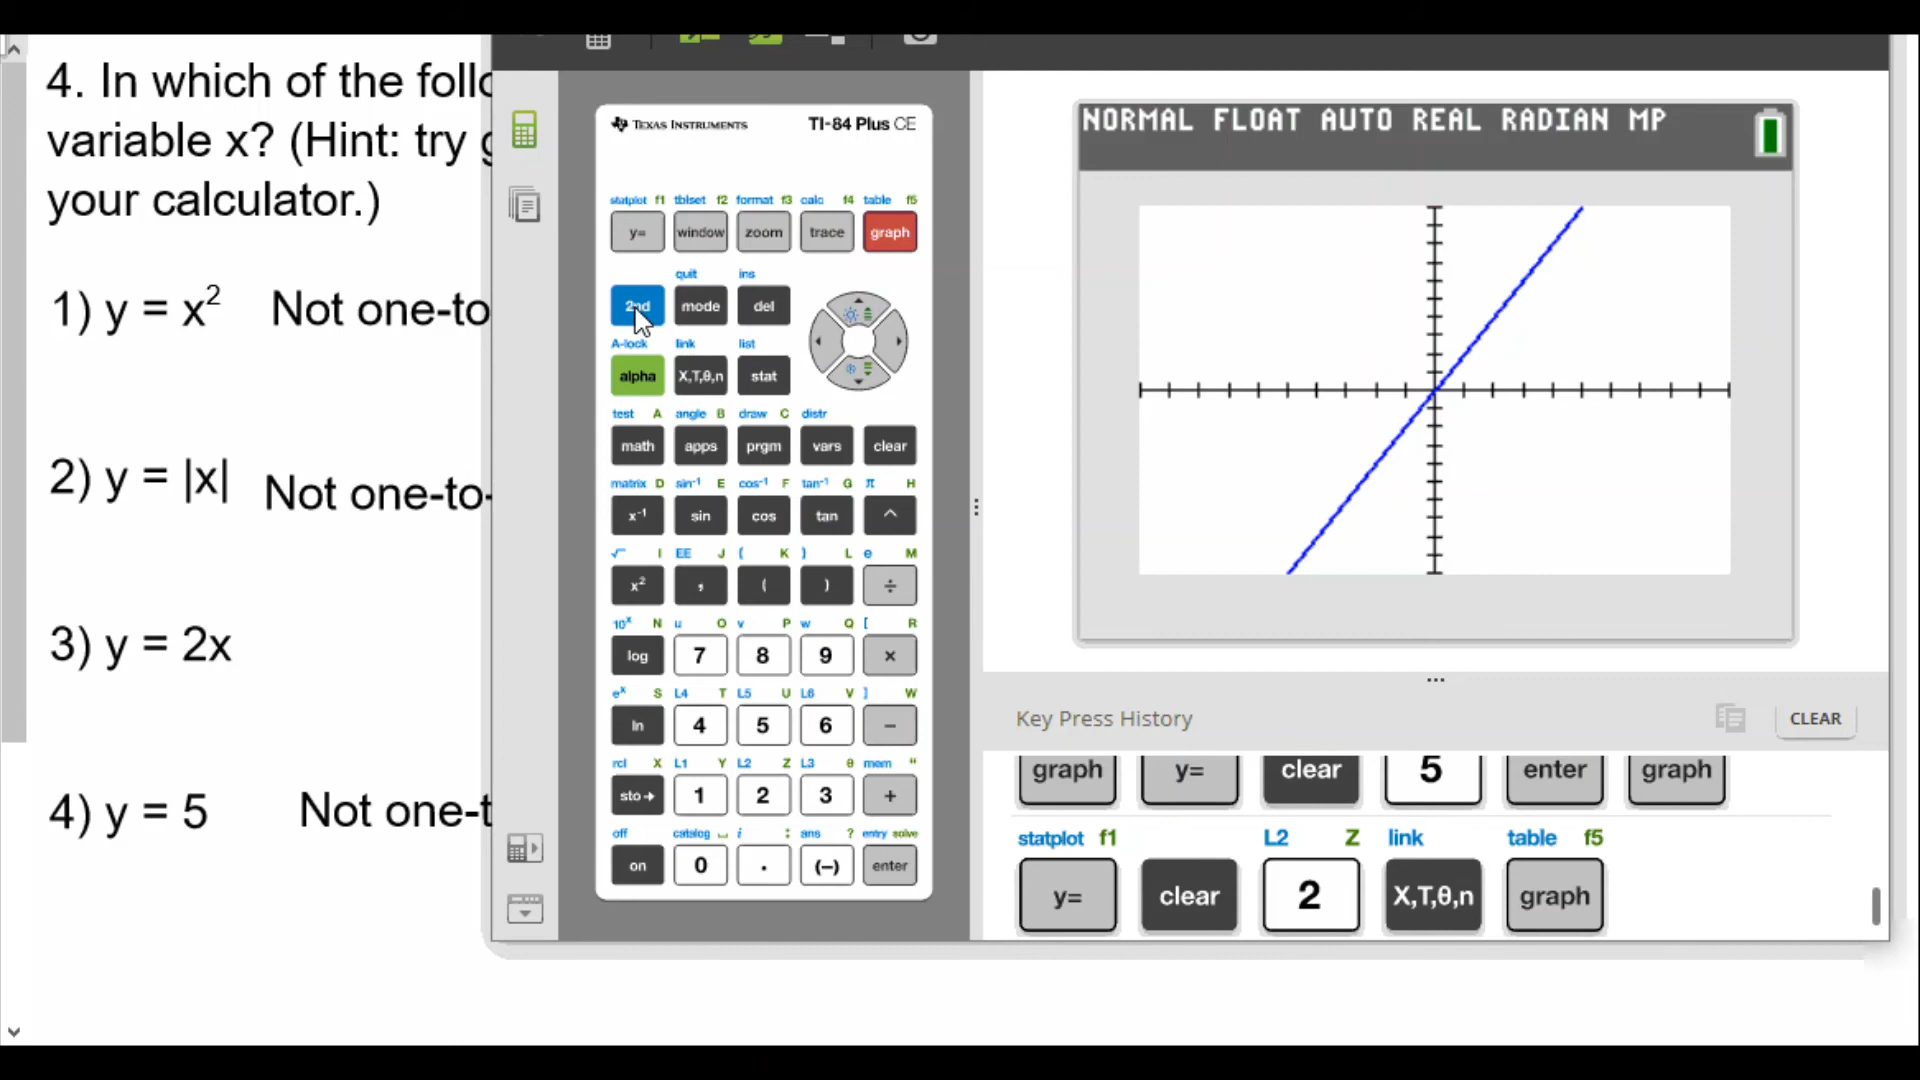 4. In which of the follo
variable x? (Hint: try g
your calculator.)
1) y = x² Not one-to
2) y = |x| Not one-to-
3) y = 2x
4) y = 5 Not one-t
TEXAS INSTRUMENTS TI-84 Plus CE
statplot f1 tblset f2 format f3 calc f4 table f5
y= window zoom trace graph
quit ins
2nd mode del
A-lock link list
alpha X,T,θ,n stat
test A angle B draw C distr
math apps prgm vars clear
matrix D sin⁻¹ E cos⁻¹ F tan⁻¹ G π H
x⁻¹ sin cos tan ^
√ I EE J { K } L e M
x² , ( ) ÷
10ˣ N u O v P w Q [ R
log 7 8 9 ×
eˣ S L4 T L5 U L6 V ] W
ln 4 5 6 −
rcl X L1 Y L2 Z L3 θ mem "
sto→ 1 2 3 +
off catalog ⎵ i : ans ? entry solve
on 0 . (−) enter
NORMAL FLOAT AUTO REAL RADIAN MP
Key Press History CLEAR
graph y= clear 5 enter graph
statplot f1 L2 Z link table f5
y= clear 2 X,T,θ,n graph